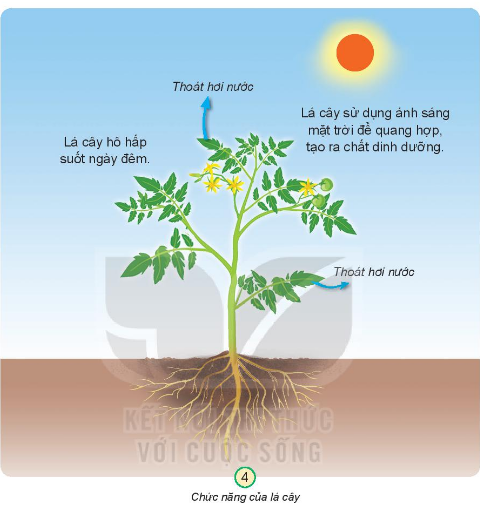 Thoát hơi nước
Lá cây sử dụng ánh sáng
mặt trời để quang hợp,
tạo ra chất dinh dưỡng.
Lá cây hô hấp
suốt ngày đêm.
Thoát hơi nước
KẾT NỐI TRI THỨC
VỚI CUỘC SỐNG
4
Chức năng của lá cây